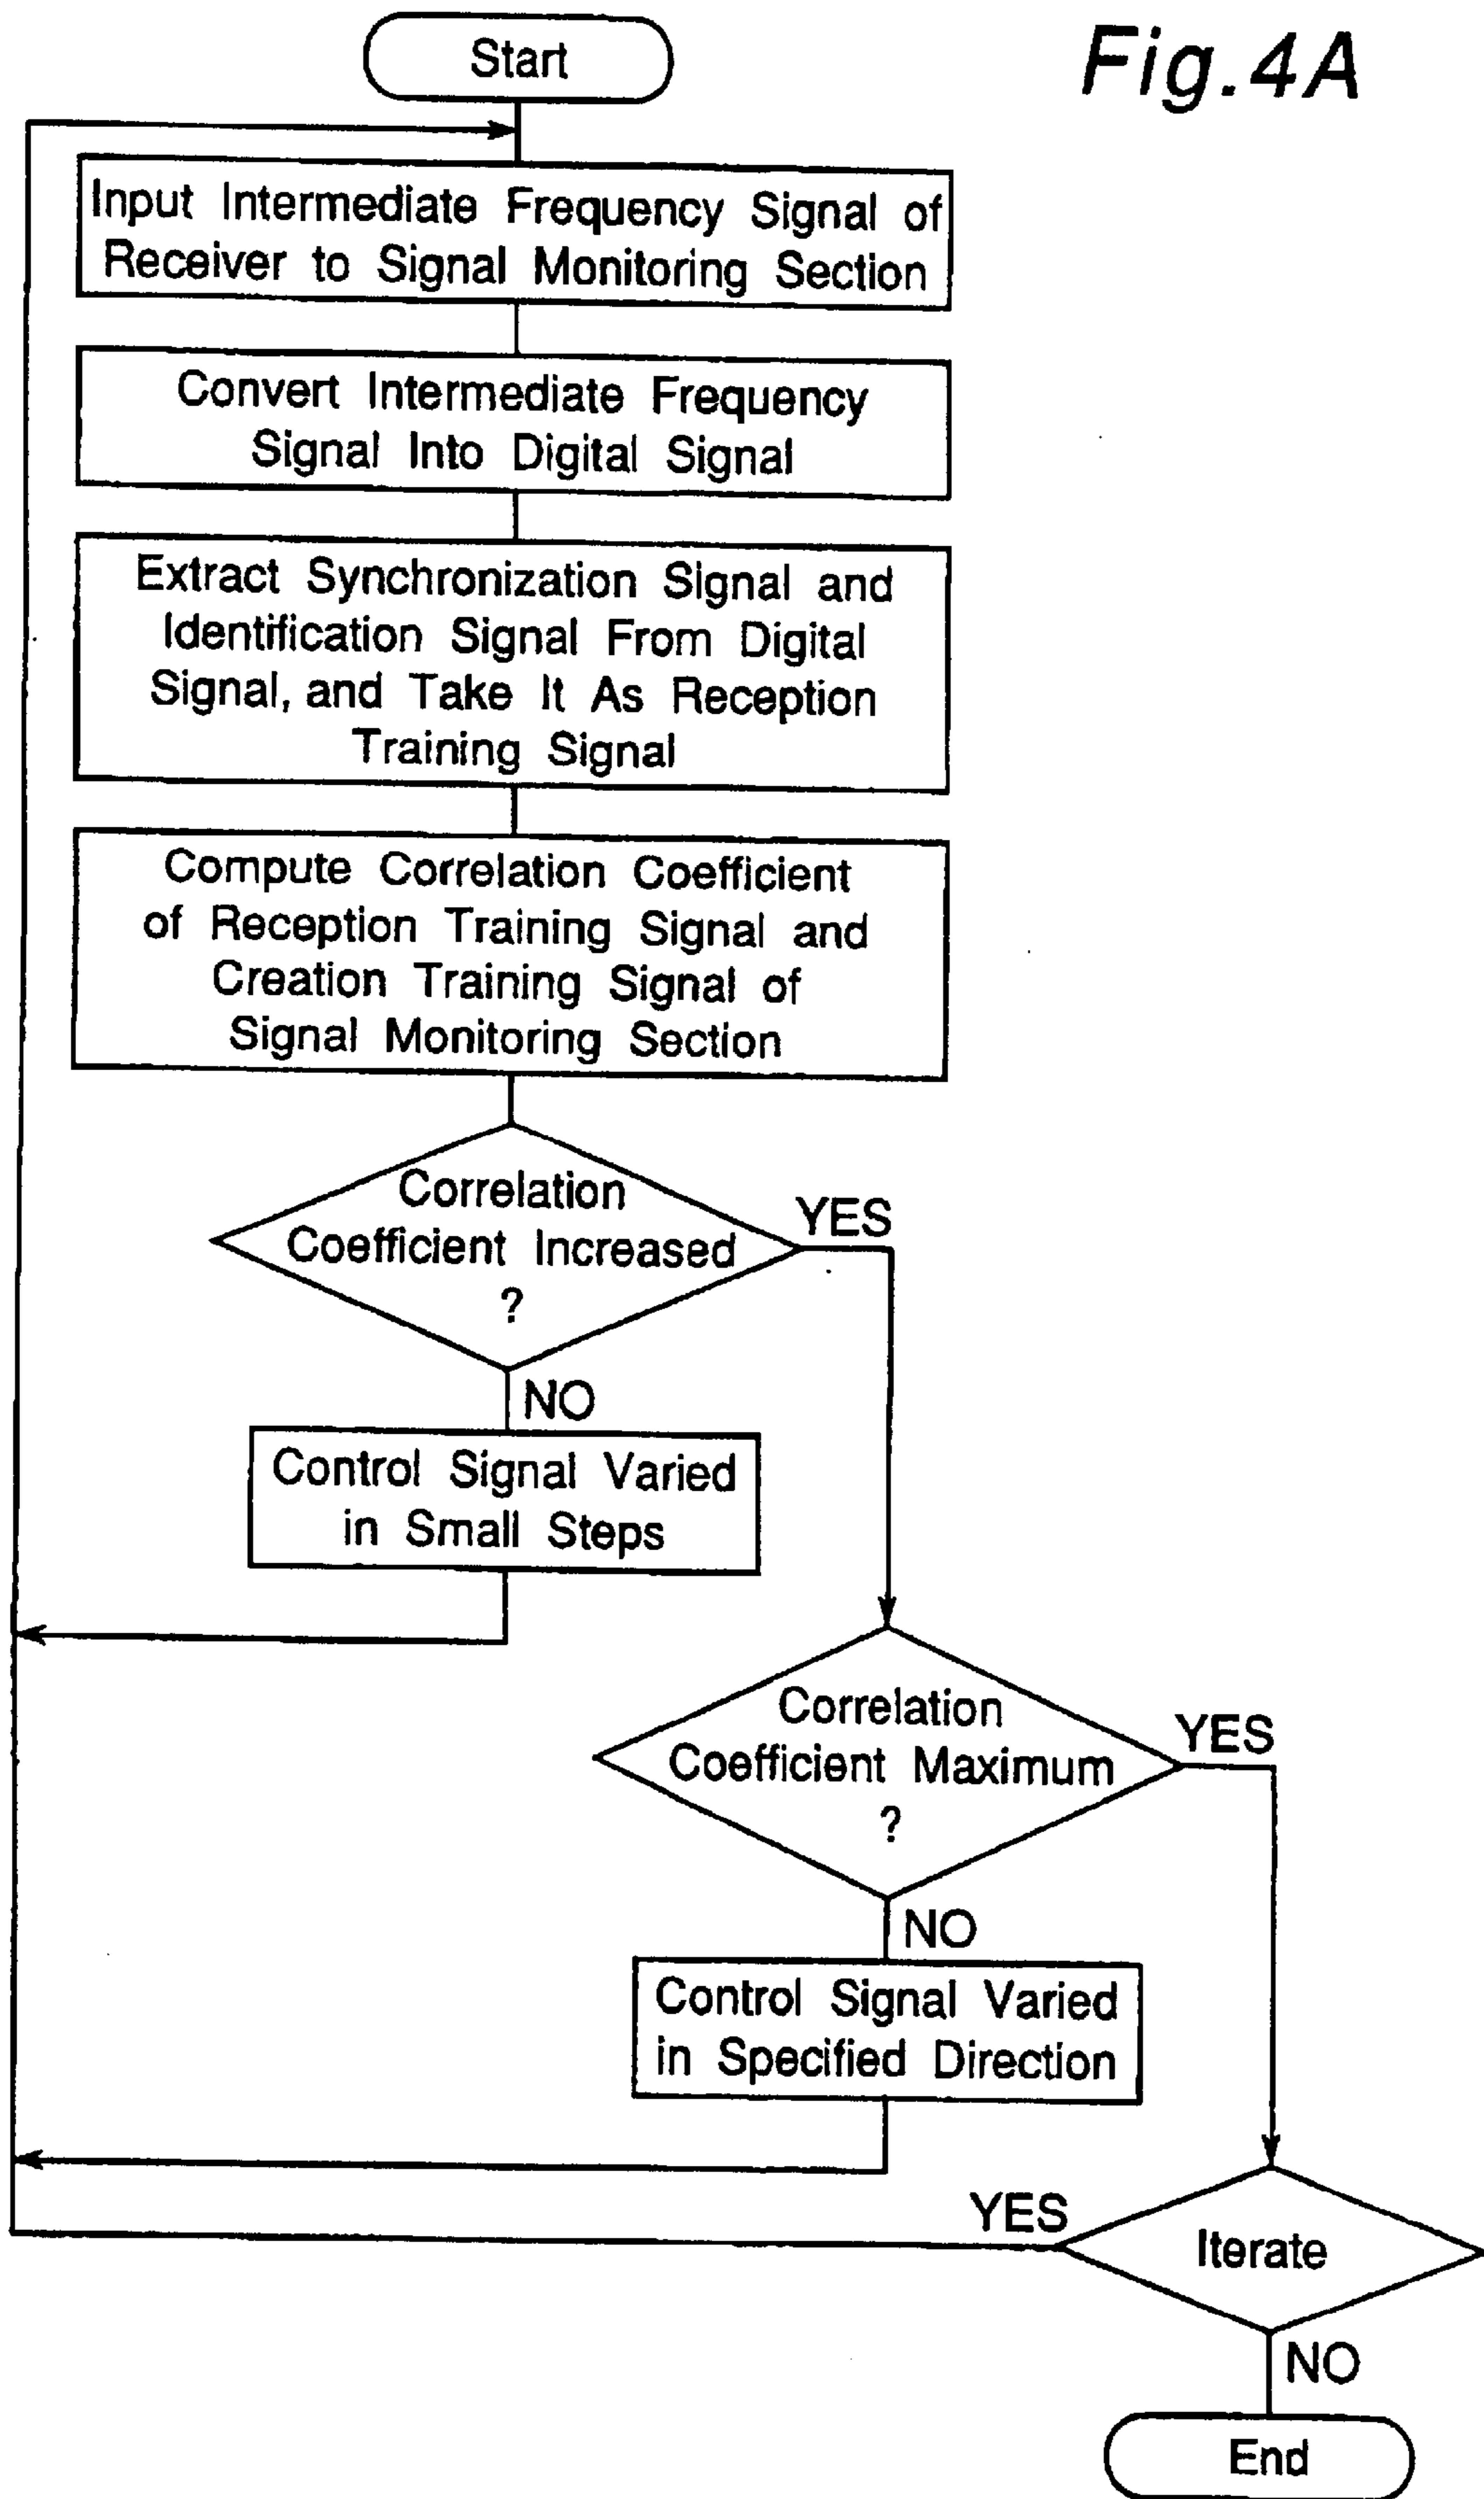 Fig.4A
Start
Input Intermediate Frequency Signal of
Receiver to Signal Monitoring Section
Convert Intermediate Frequency
Signal Into Digital Signal
Extract Synchronization Signal and
Identification Signal From Digital
Signal, and Take It As Reception
Training Signal
Compute Correlation Coefficient
of Reception Training Signal and
Creation Training Signal of
Signal Monitoring Section
Correlation
Coefficient Increased
?
YES
NO
Control Signal Varied
in Small Steps
Correlation
Coefficient Maximum
?
YES
NO
Control Signal Varied
in Specified Direction
YES
Iterate
NO
End